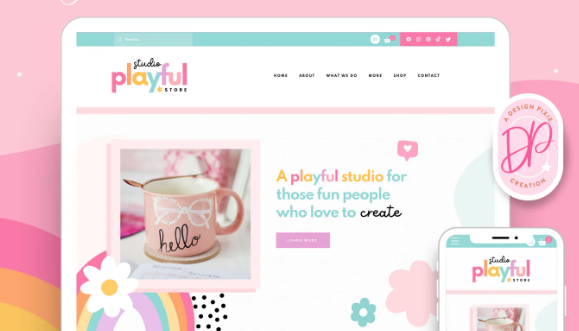 Search
studio
playful
STORE
HOME ABOUT WHAT WE DO MORE SHOP CONTACT
A playful studio for
those fun people
who love to create
LEARN MORE
hello
A DESIGN PIXIE
DP
CREATION
studio
playful
STORE